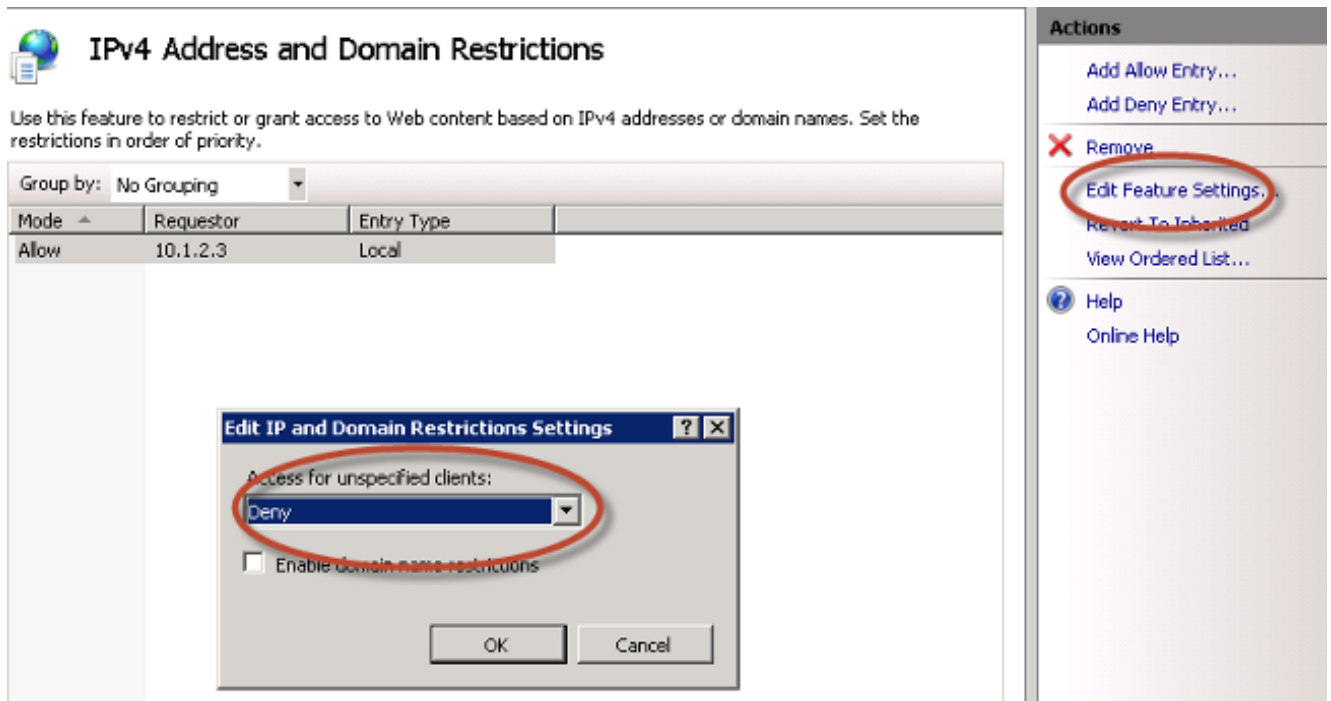 IPv4 Address and Domain Restrictions
Use this feature to restrict or grant access to Web content based on IPv4 addresses or domain names. Set the
restrictions in order of priority.
Group by: No Grouping
Mode Requestor Entry Type
Allow 10.1.2.3 Local
Edit IP and Domain Restrictions Settings
Access for unspecified clients:
Deny
Enable domain name restrictions
OK Cancel
Actions
Add Allow Entry...
Add Deny Entry...
Remove
Edit Feature Settings...
Revert To Inherited
View Ordered List...
Help
Online Help